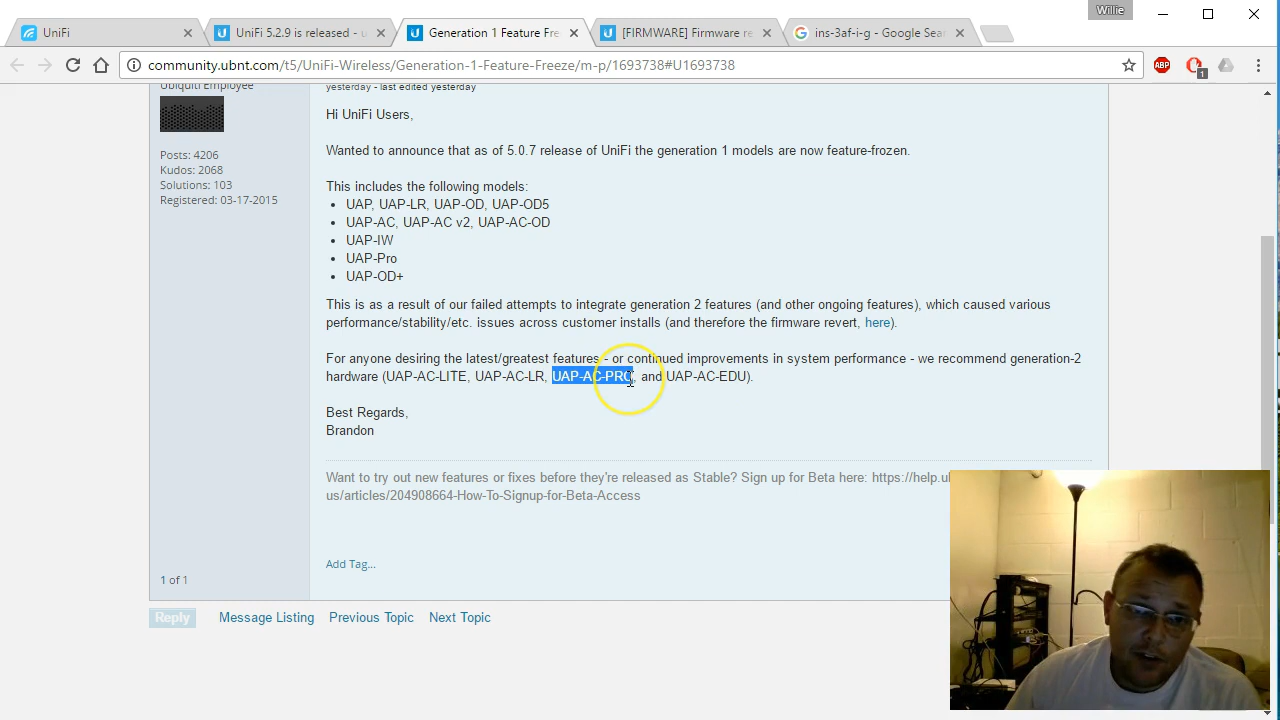 Willie
UniFi
UniFi 5.2.9 is released - u
Generation 1 Feature Fre
[FIRMWARE] Firmware re
ins-3af-i-g - Google Sear
community.ubnt.com/t5/UniFi-Wireless/Generation-1-Feature-Freeze/m-p/1693738#U1693738
ABP
1
Ubiquiti Employee
Posts: 4206
Kudos: 2068
Solutions: 103
Registered: 03-17-2015
yesterday - last edited yesterday
Hi UniFi Users,
Wanted to announce that as of 5.0.7 release of UniFi the generation 1 models are now feature-frozen.
This includes the following models:
• UAP, UAP-LR, UAP-OD, UAP-OD5
• UAP-AC, UAP-AC v2, UAP-AC-OD
• UAP-IW
• UAP-Pro
• UAP-OD+
This is as a result of our failed attempts to integrate generation 2 features (and other ongoing features), which caused various
performance/stability/etc. issues across customer installs (and therefore the firmware revert, here).
For anyone desiring the latest/greatest features - or continued improvements in system performance - we recommend generation-2
hardware (UAP-AC-LITE, UAP-AC-LR, UAP-AC-PRO, and UAP-AC-EDU).
Best Regards,
Brandon
Want to try out new features or fixes before they're released as Stable? Sign up for Beta here: https://help.u
us/articles/204908664-How-To-Signup-for-Beta-Access
Add Tag...
1 of 1
Reply
Message Listing
Previous Topic
Next Topic